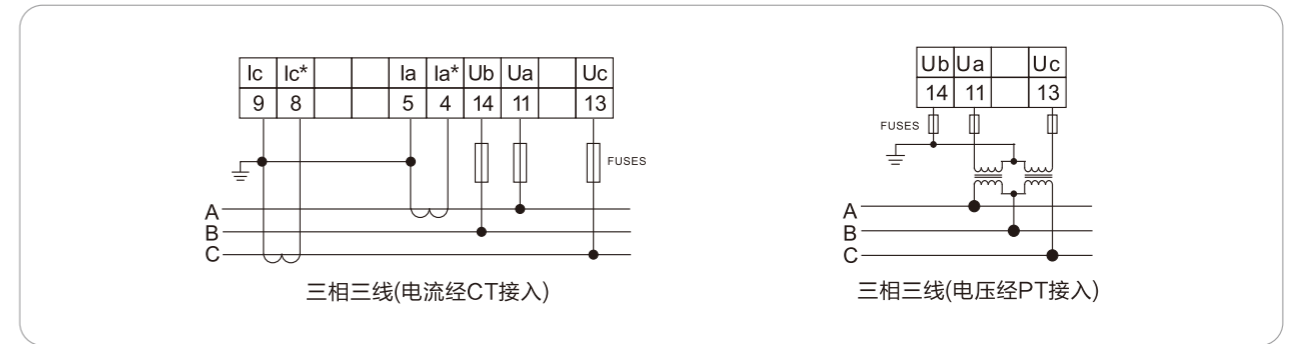 Ic Ic* Ia Ia* Ub Ua Uc
9 8 5 4 14 11 13
FUSES
A
B
C
三相三线(电流经CT接入)
Ub Ua Uc
14 11 13
FUSES
A
B
C
三相三线(电压经PT接入)